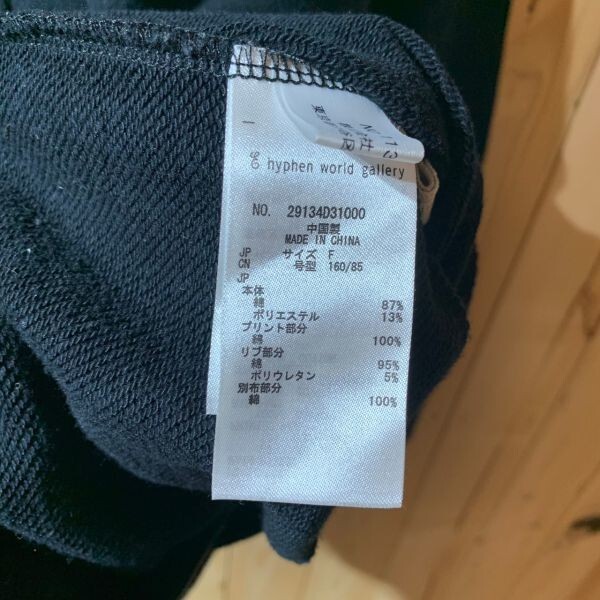 E hyphen world gallery
NO. 29134D31000
中国製
MADE IN CHINA
JP サイズ F
CN 号型 160/85
JP
本体
綿 87%
ポリエステル 13%
プリント部分
綿 100%
リブ部分
綿 95%
ポリウレタン 5%
別布部分
綿 100%